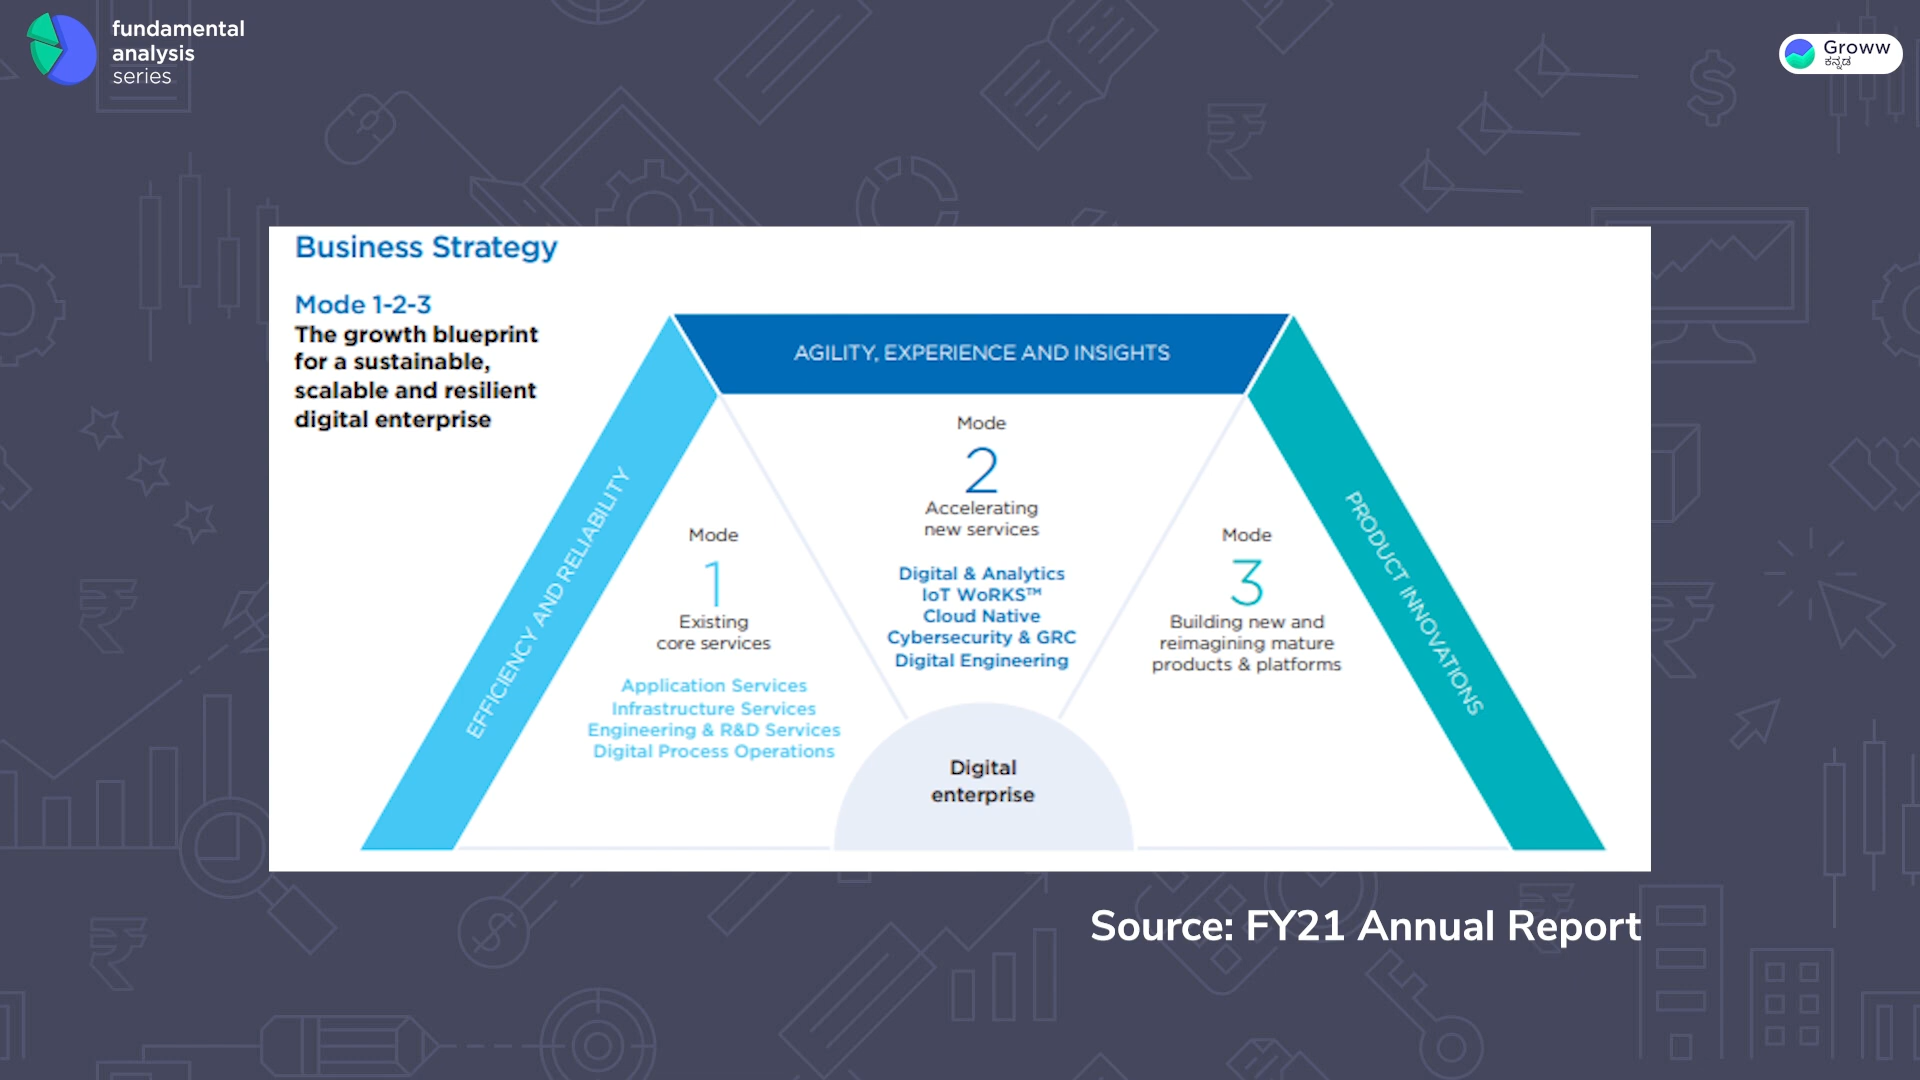 fundamental
analysis
series
Groww
ಕನ್ನಡ
Business Strategy
Mode 1-2-3
The growth blueprint
for a sustainable,
scalable and resilient
digital enterprise
AGILITY, EXPERIENCE AND INSIGHTS
EFFICIENCY AND RELIABILITY
PRODUCT INNOVATIONS
Mode
1
Existing
core services
Application Services
Infrastructure Services
Engineering & R&D Services
Digital Process Operations
Mode
2
Accelerating
new services
Digital & Analytics
IoT WoRKS™
Cloud Native
Cybersecurity & GRC
Digital Engineering
Mode
3
Building new and
reimagining mature
products & platforms
Digital
enterprise
Source: FY21 Annual Report